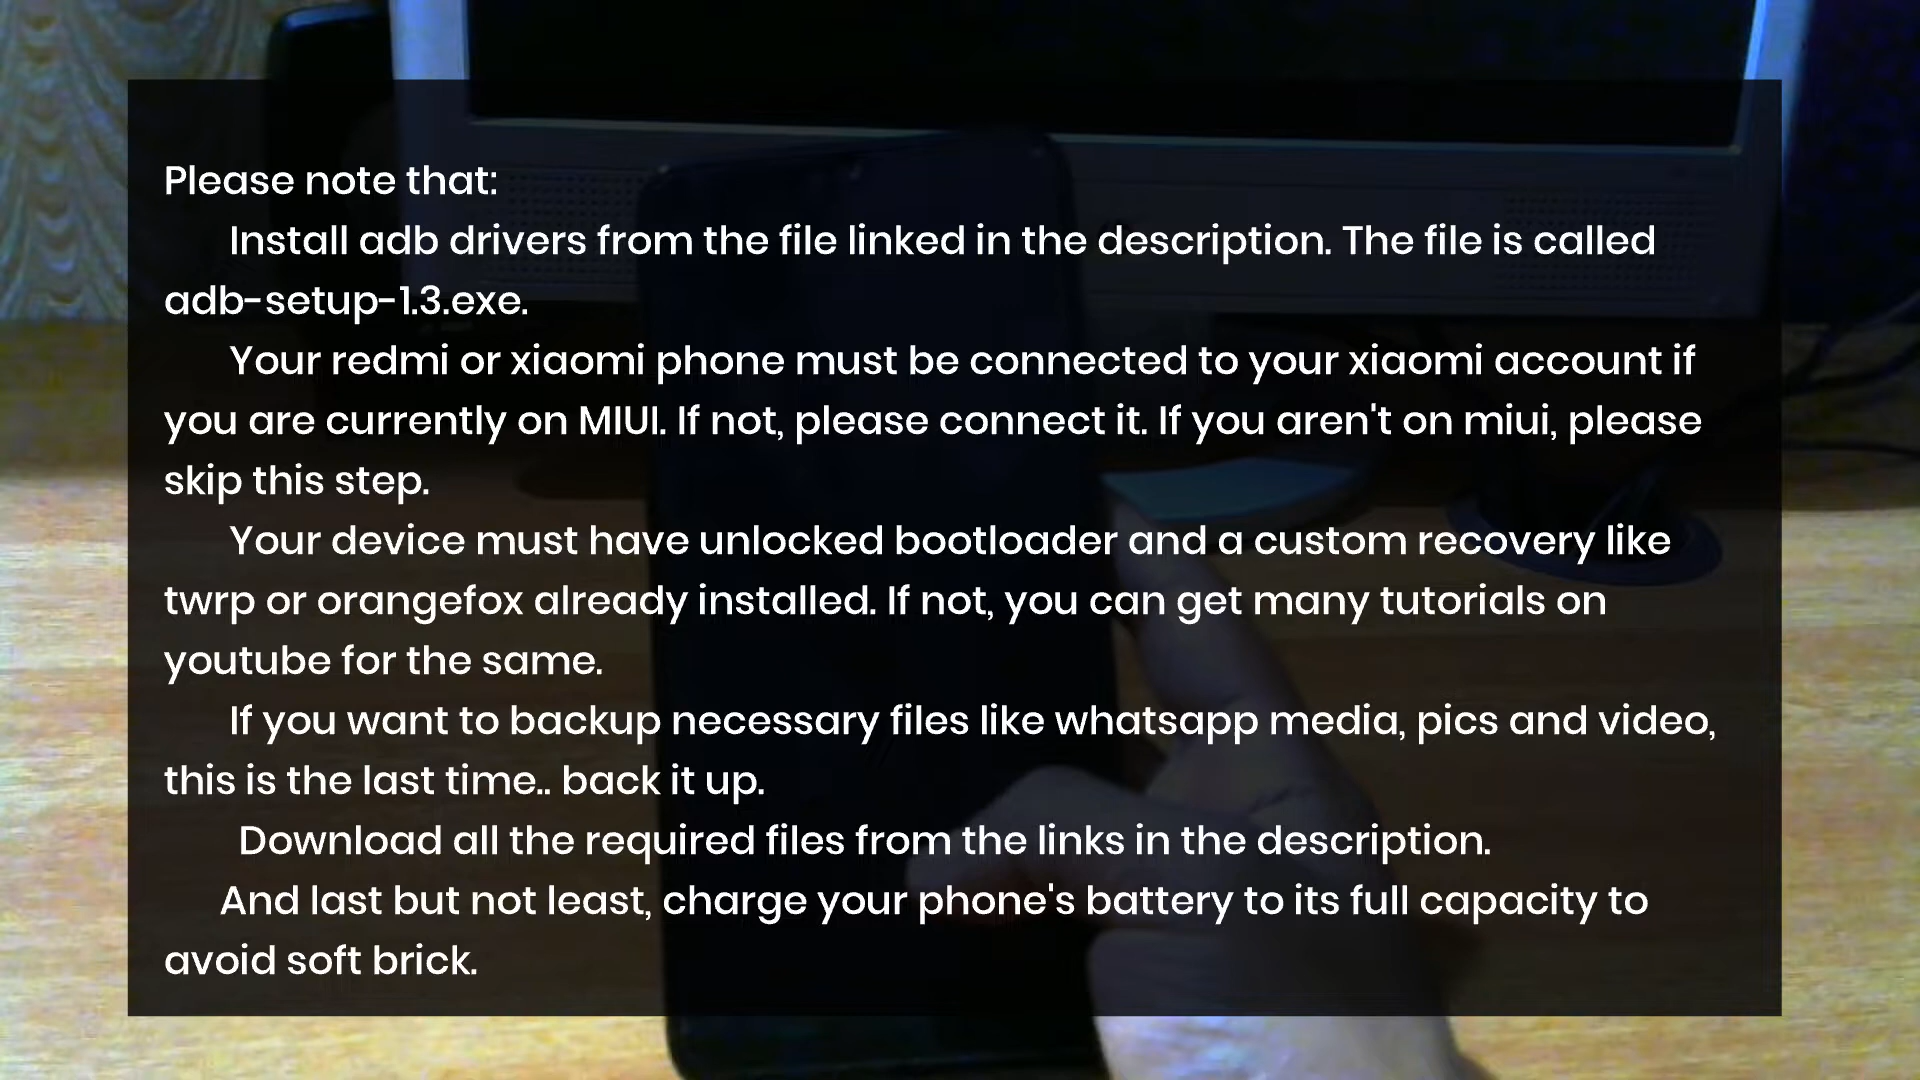 Please note that:
Install adb drivers from the file linked in the description. The file is called
adb-setup-1.3.exe.
Your redmi or xiaomi phone must be connected to your xiaomi account if
you are currently on MIUI. If not, please connect it. If you aren't on miui, please
skip this step.
Your device must have unlocked bootloader and a custom recovery like
twrp or orangefox already installed. If not, you can get many tutorials on
youtube for the same.
If you want to backup necessary files like whatsapp media, pics and video,
this is the last time.. back it up.
Download all the required files from the links in the description.
And last but not least, charge your phone's battery to its full capacity to
avoid soft brick.